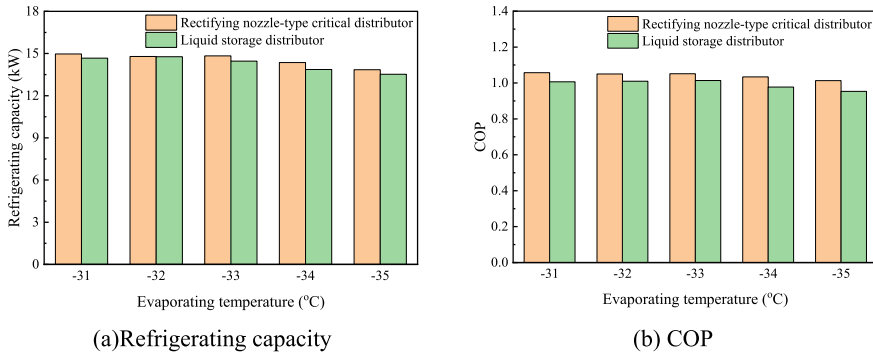 Rectifying nozzle-type critical distributor
Liquid storage distributor
Refrigerating capacity (kW)
18
15
12
9
6
3
0
-31 -32 -33 -34 -35
Evaporating temperature (°C)
(a)Refrigerating capacity
Rectifying nozzle-type critical distributor
Liquid storage distributor
COP
1.4
1.2
1.0
0.8
0.6
0.4
0.2
0.0
-31 -32 -33 -34 -35
Evaporating temperature (°C)
(b) COP